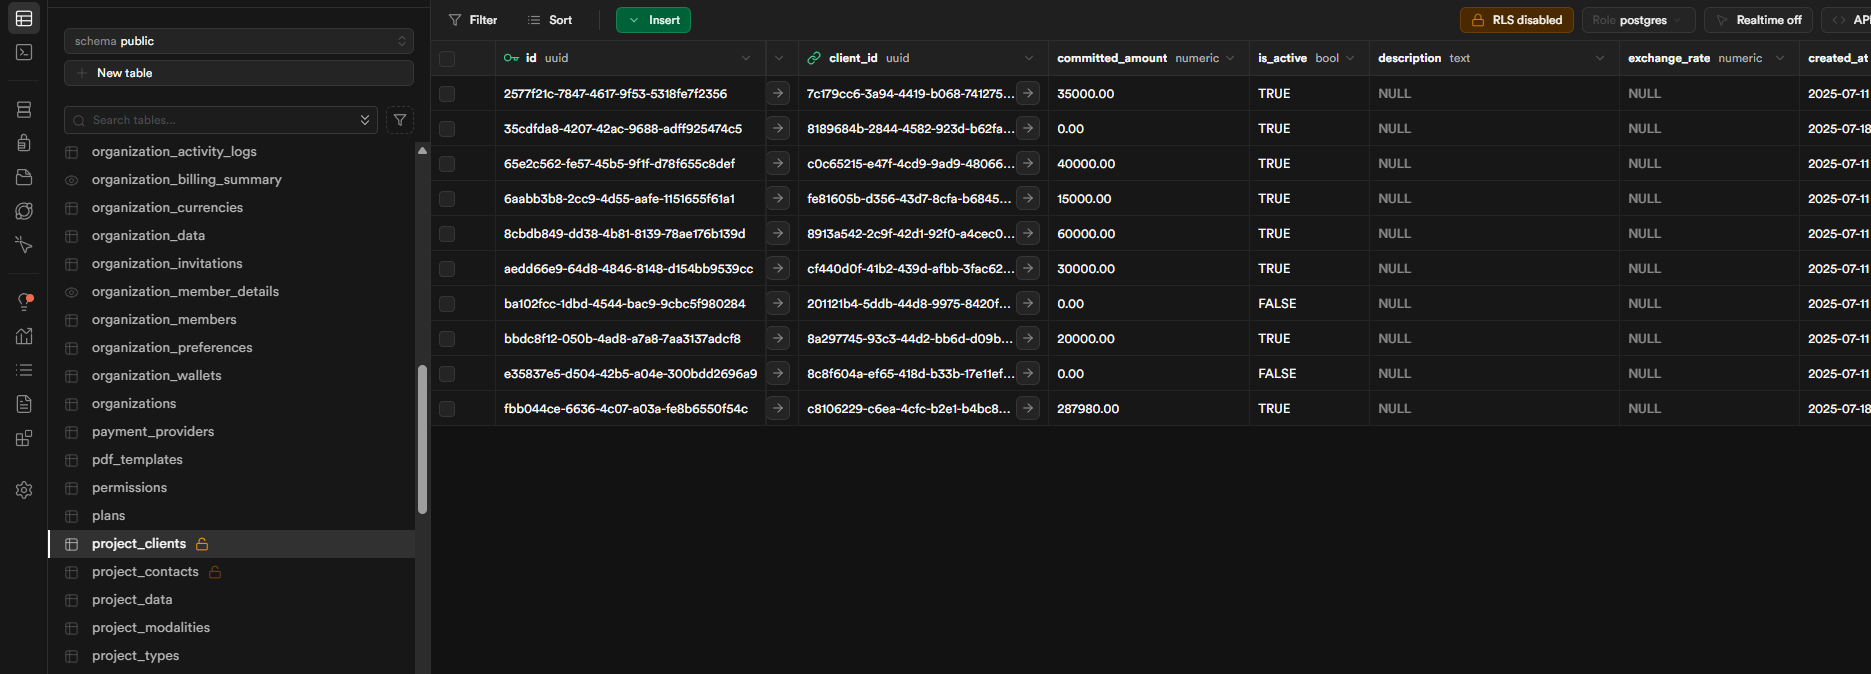 schema public
New table
Search tables...
organization_activity_logs
organization_billing_summary
organization_currencies
organization_data
organization_invitations
organization_member_details
organization_members
organization_preferences
organization_wallets
organizations
payment_providers
pdf_templates
permissions
plans
project_clients
project_contacts
project_data
project_modalities
project_types
Filter Sort Insert RLS disabled Role postgres Realtime off API
id uuid client_id uuid committed_amount numeric is_active bool description text exchange_rate numeric created_at
2577f21c-7847-4617-9f53-5318fe7f2356 7c179cc6-3a94-4419-b068-741275... 35000.00 TRUE NULL NULL 2025-07-11
35cdfda8-4207-42ac-9688-adff925474c5 8189684b-2844-4582-923d-b62fa... 0.00 TRUE NULL NULL 2025-07-18
65e2c562-fe57-45b5-9f1f-d78f655c8def c0c65215-e47f-4cd9-9ad9-48066... 40000.00 TRUE NULL NULL 2025-07-11
6aabb3b8-2cc9-4d55-aafe-1151655f61a1 fe81605b-d356-43d7-8cfa-b6845... 15000.00 TRUE NULL NULL 2025-07-11
8cbdb849-dd38-4b81-8139-78ae176b139d 8913a542-2c9f-42d1-92f0-a4cec0... 60000.00 TRUE NULL NULL 2025-07-11
aedd66e9-64d8-4846-8148-d154bb9539cc cf440d0f-41b2-439d-afbb-3fac62... 30000.00 TRUE NULL NULL 2025-07-11
ba102fcc-1dbd-4544-bac9-9cbc5f980284 201121b4-5ddb-44d8-9975-8420f... 0.00 FALSE NULL NULL 2025-07-11
bbdc8f12-050b-4ad8-a7a8-7aa3137adcf8 8a297745-93c3-44d2-bb6d-d09b... 20000.00 TRUE NULL NULL 2025-07-11
e35837e5-d504-42b5-a04e-300bdd2696a9 8c8f604a-ef65-418d-b33b-17e11ef... 0.00 FALSE NULL NULL 2025-07-11
fbb044ce-6636-4c07-a03a-fe8b6550f54c c8106229-c6ea-4cfc-b2e1-b4bc8... 287980.00 TRUE NULL NULL 2025-07-18